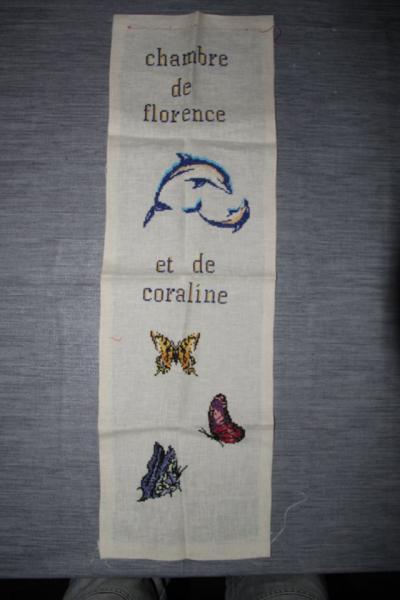 chambre
de
florence
et de
coraline